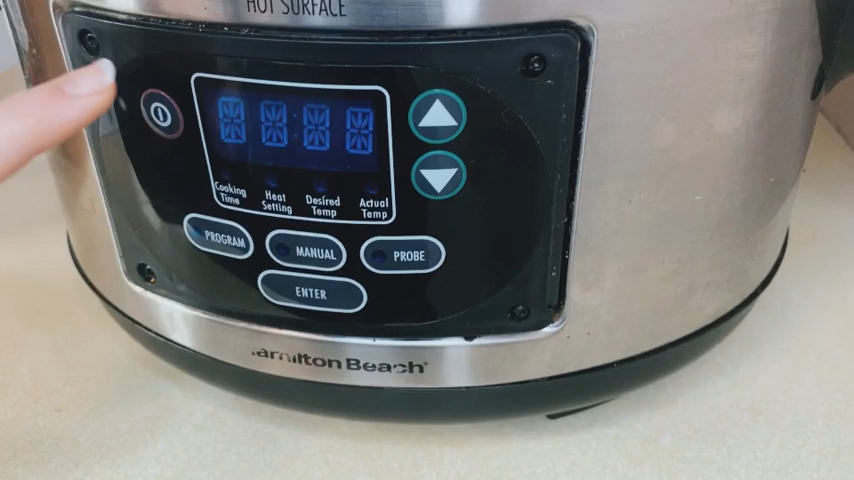 HOT SURFACE
Cooking Time
Heat Setting
Desired Temp
Actual Temp
PROGRAM
MANUAL
PROBE
ENTER
amilton Beach